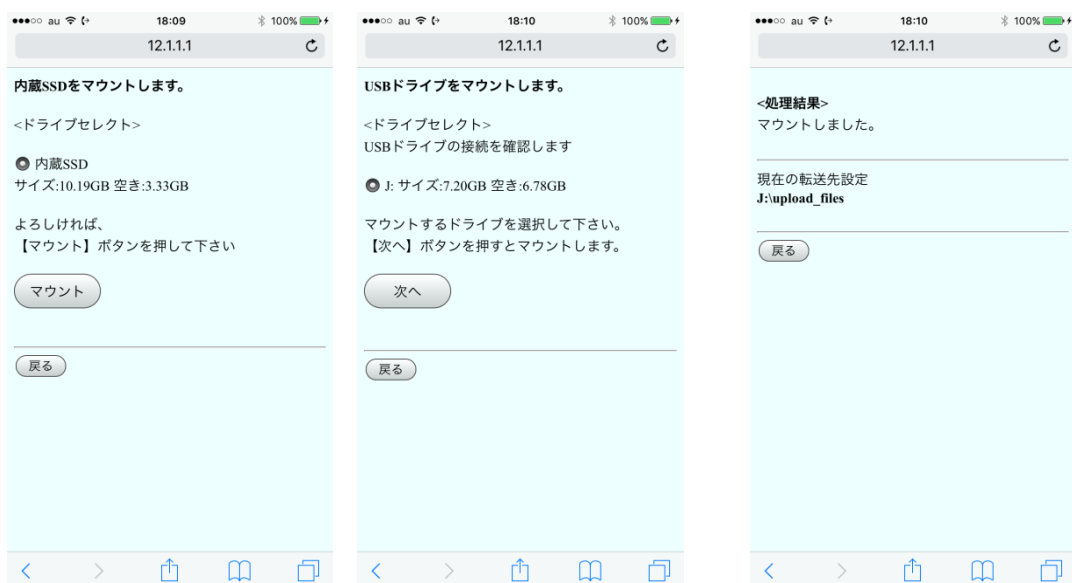 au 18:09 100%
12.1.1.1
内蔵SSDをマウントします。
<ドライブセレクト>
内蔵SSD
サイズ:10.19GB 空き:3.33GB
よろしければ、
【マウント】ボタンを押して下さい
マウント
戻る
au 18:10 100%
12.1.1.1
USBドライブをマウントします。
<ドライブセレクト>
USBドライブの接続を確認します
J: サイズ:7.20GB 空き:6.78GB
マウントするドライブを選択して下さい。
【次へ】ボタンを押すとマウントします。
次へ
戻る
au 18:10 100%
12.1.1.1
<処理結果>
マウントしました。
現在の転送先設定
J:\upload_files
戻る